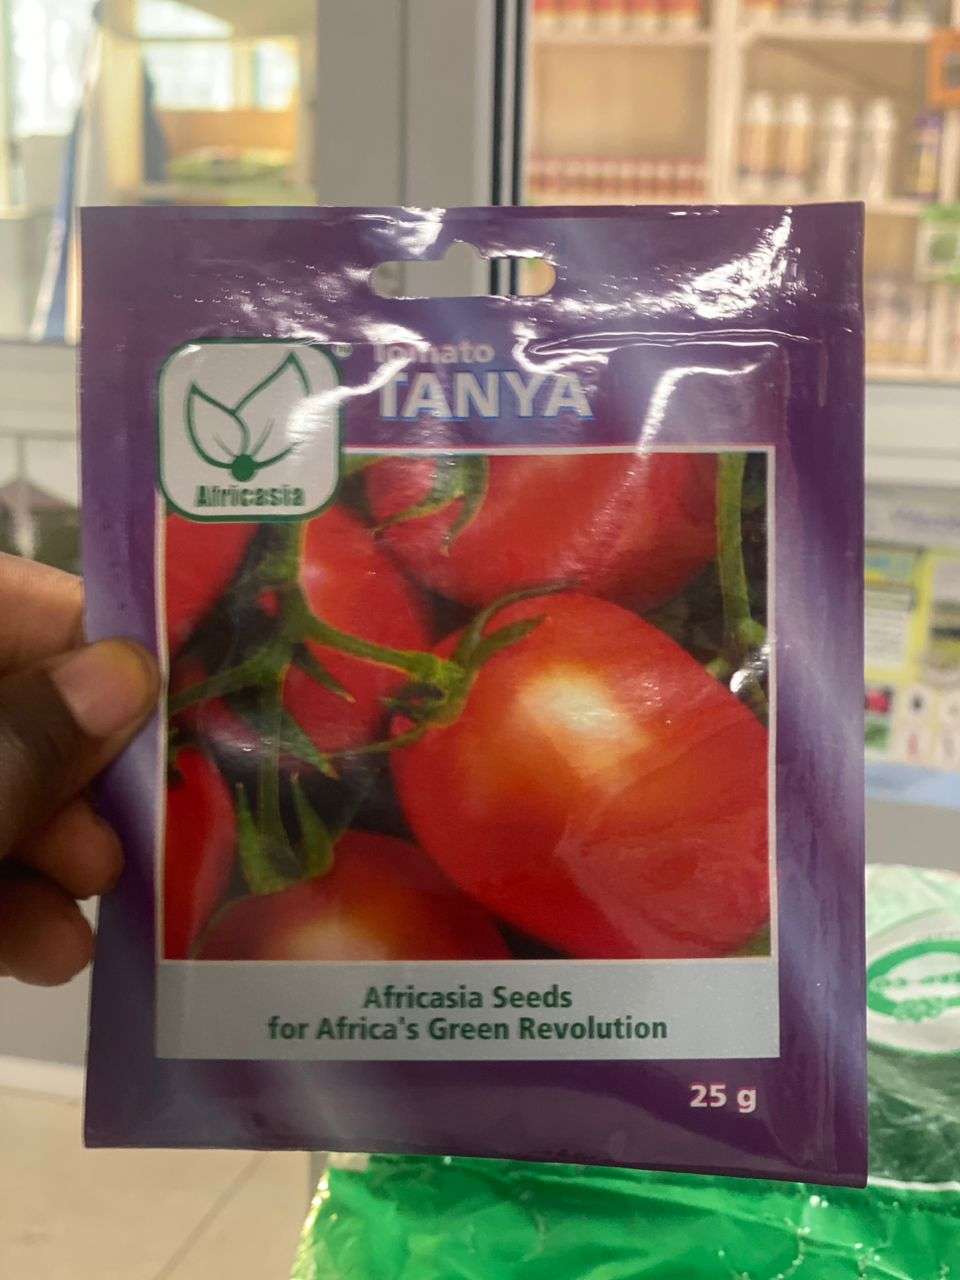 Tomato
TANYA
Africasia
Africasia Seeds
for Africa's Green Revolution
25 g